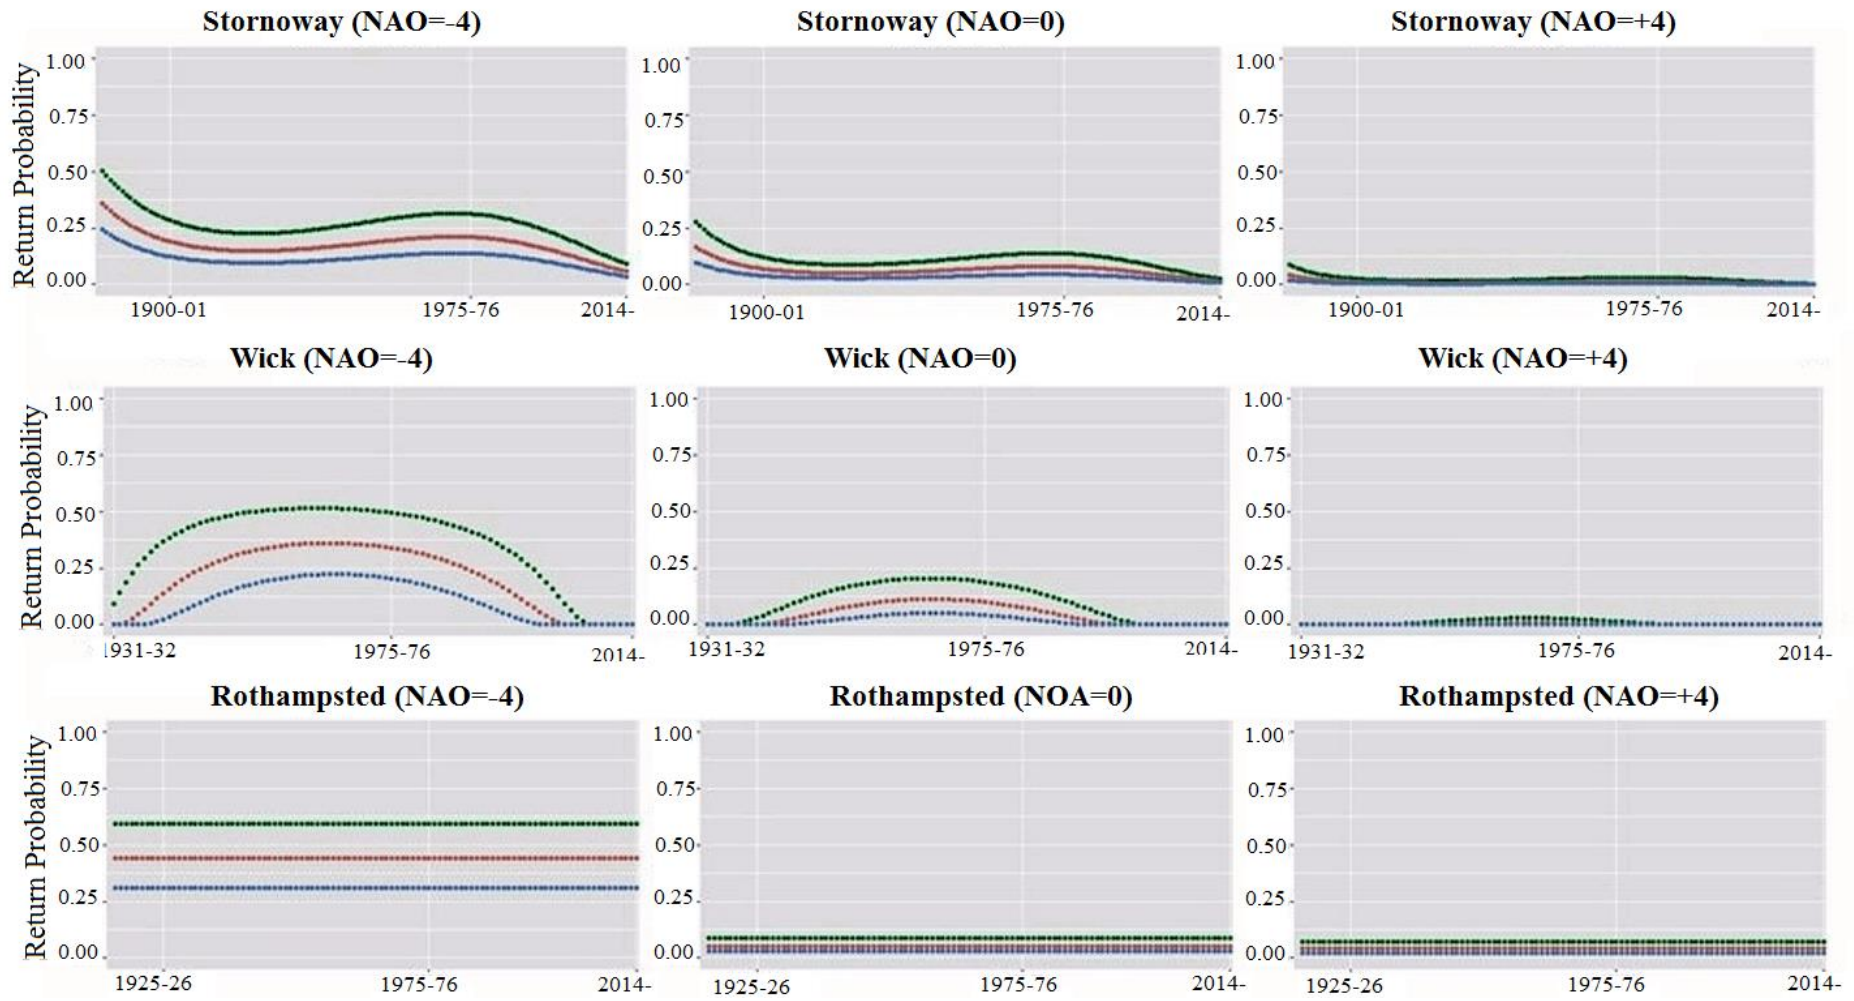 Stornoway (NAO=-4) Stornoway (NAO=0) Stornoway (NAO=+4)
Return Probability
1.00 1.00 1.00
0.75 0.75 0.75
0.50 0.50 0.50
0.25 0.25 0.25
0.00 0.00 0.00
1900-01 1975-76 2014- 1900-01 1975-76 2014- 1900-01 1975-76 2014-
Wick (NAO=-4) Wick (NAO=0) Wick (NAO=+4)
Return Probability
1.00 1.00 1.00
0.75 0.75 0.75
0.50 0.50 0.50
0.25 0.25 0.25
0.00 0.00 0.00
1931-32 1975-76 2014- 1931-32 1975-76 2014- 1931-32 1975-76 2014-
Rothampsted (NAO=-4) Rothampsted (NOA=0) Rothampsted (NAO=+4)
Return Probability
1.00 1.00 1.00
0.75 0.75 0.75
0.50 0.50 0.50
0.25 0.25 0.25
0.00 0.00 0.00
1925-26 1975-76 2014- 1925-26 1975-76 2014- 1925-26 1975-76 2014-